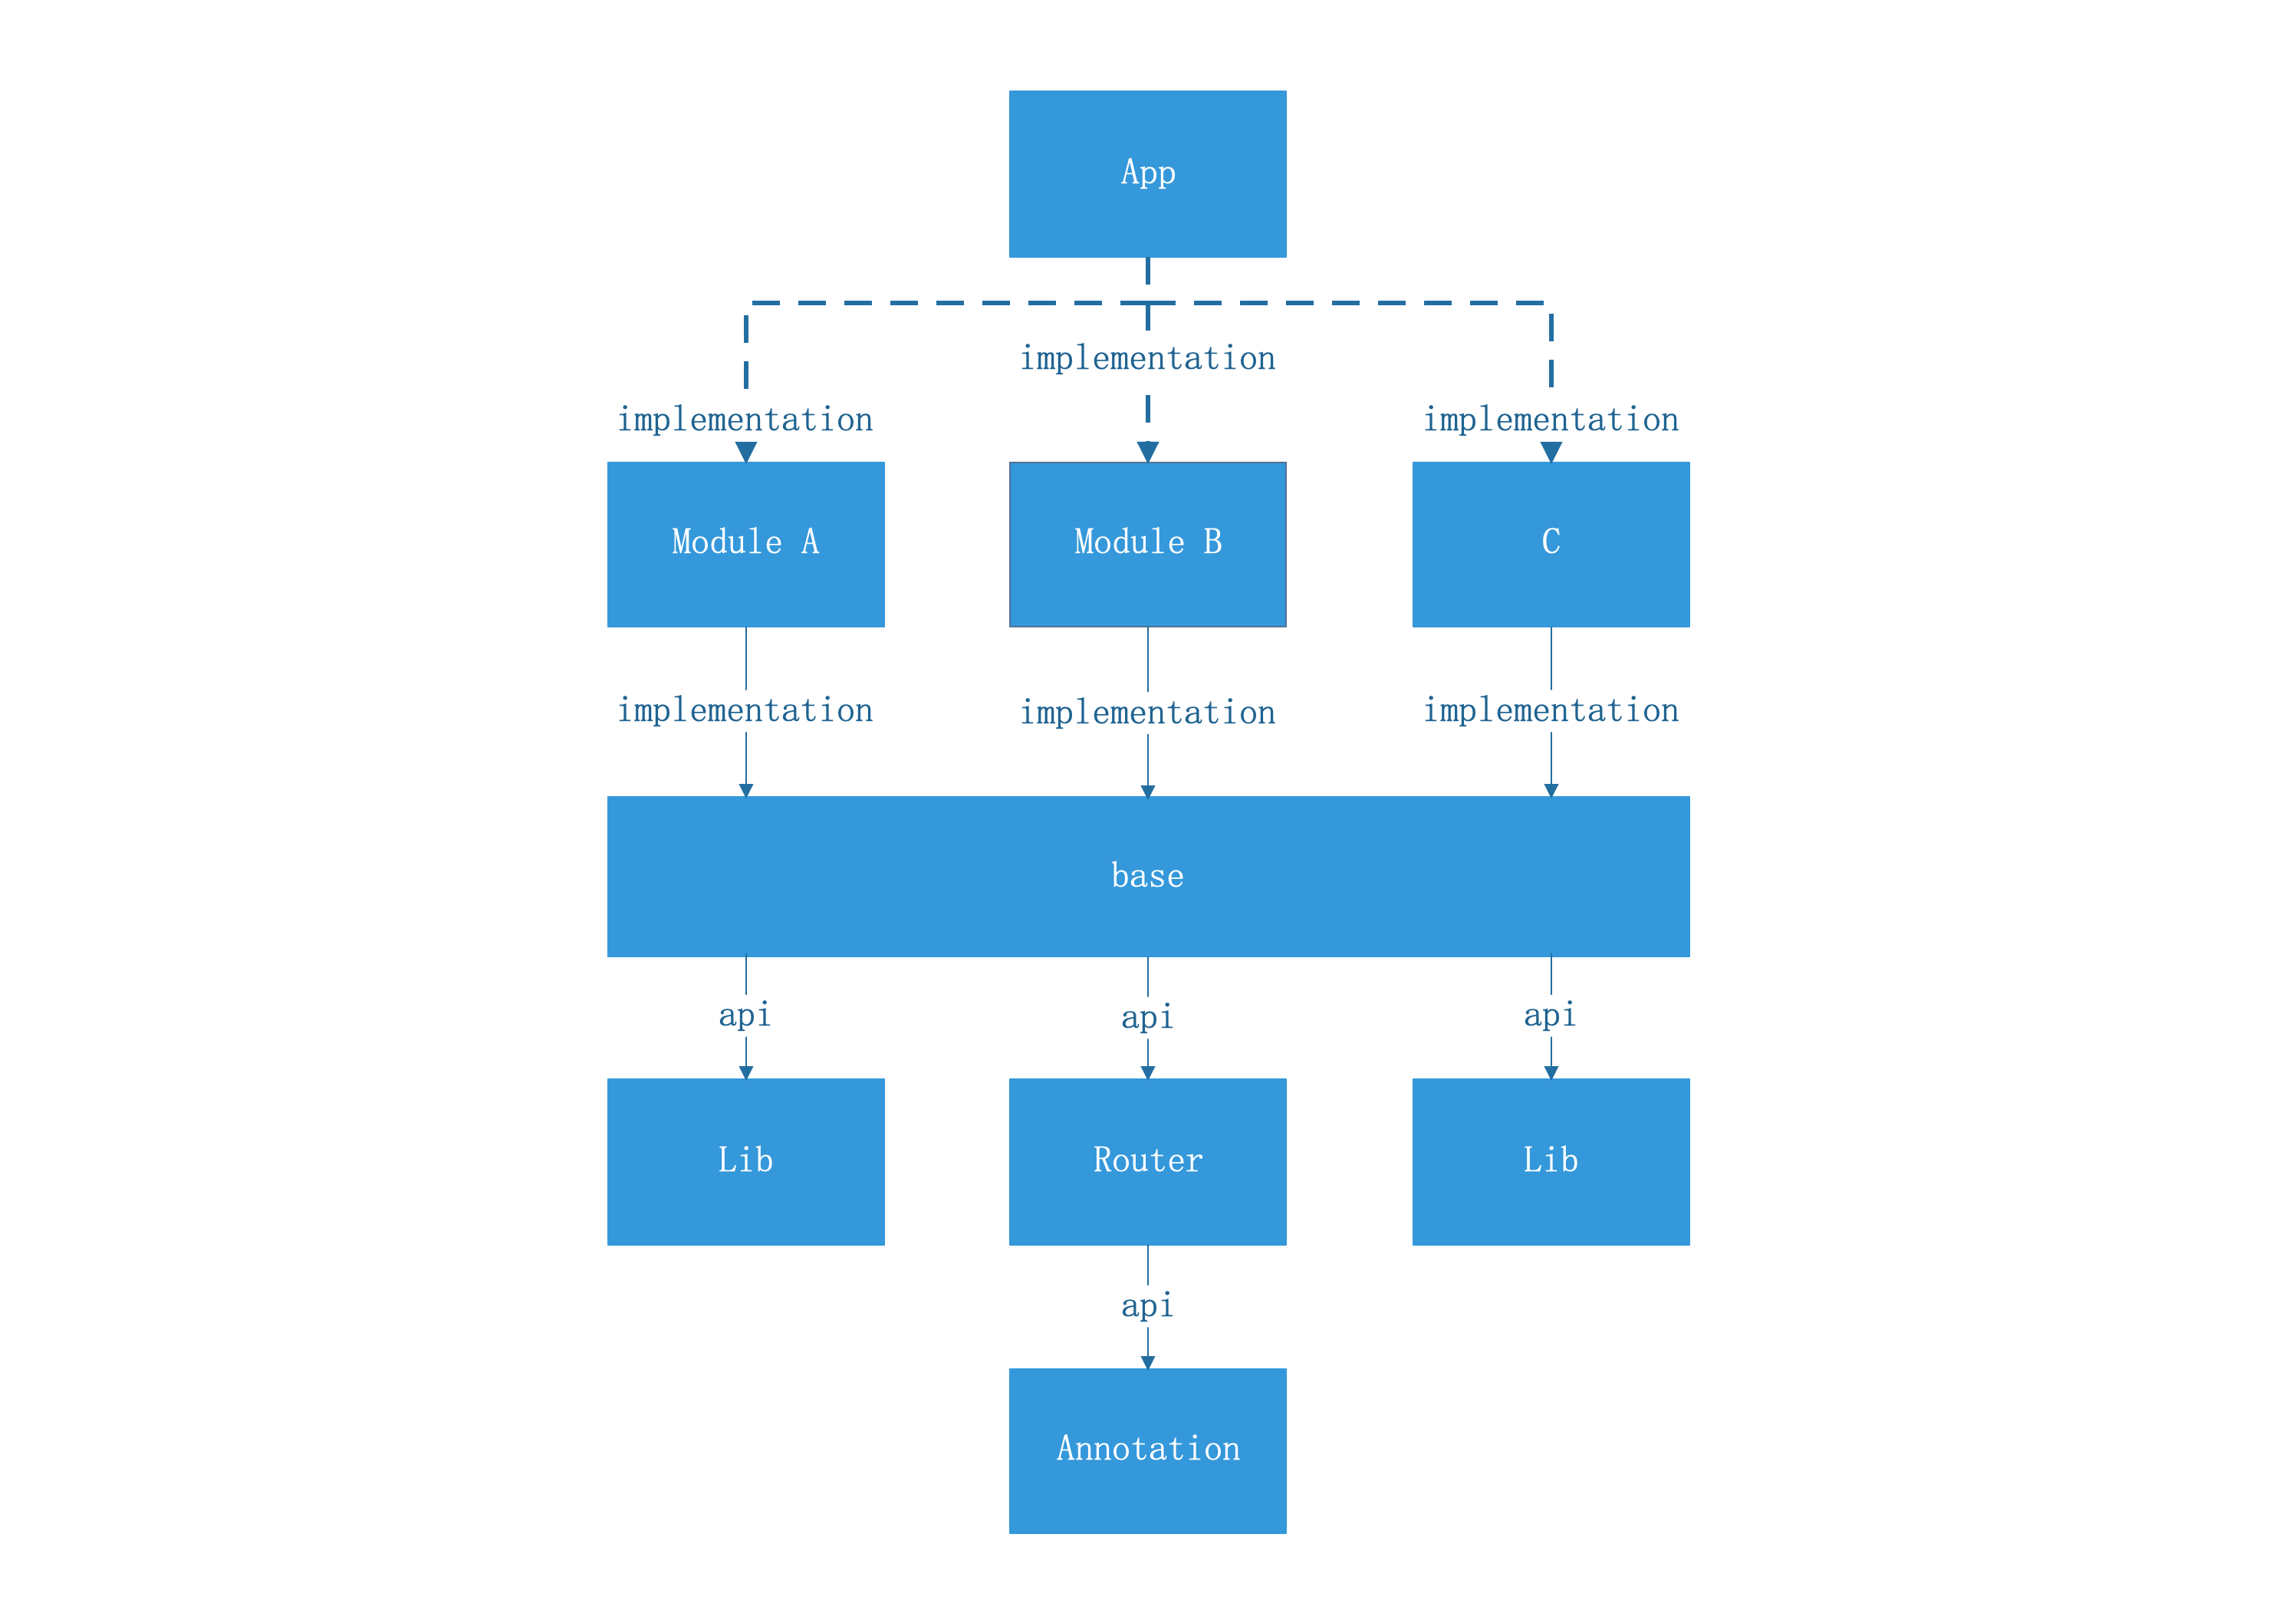 App
implementation
implementation
implementation
Module A
Module B
C
implementation
implementation
implementation
base
api
api
api
Lib
Router
Lib
api
Annotation